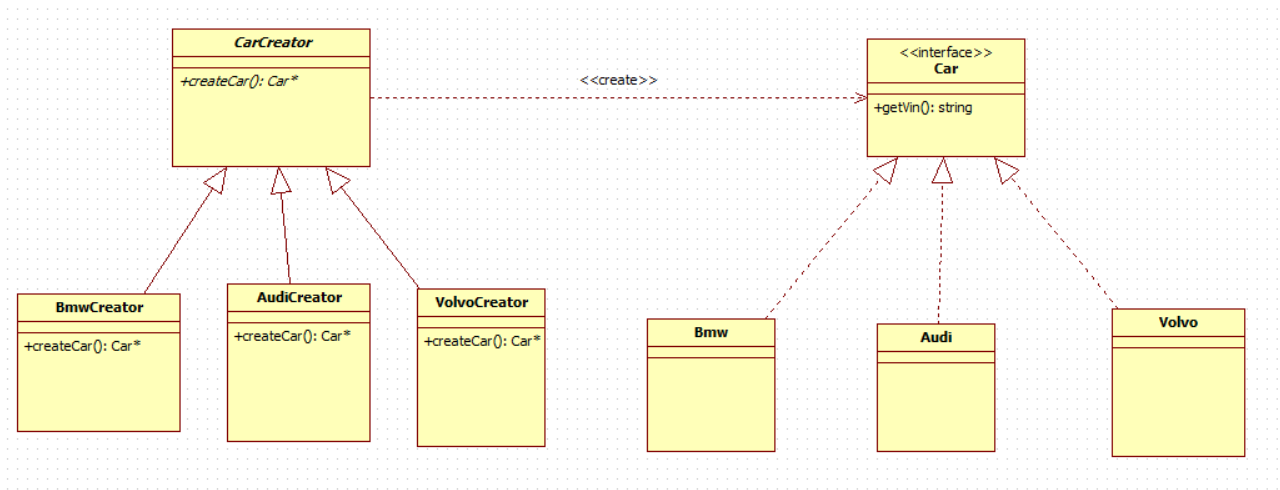 CarCreator
+createCar(): Car*
<<create>>
<<interface>>
Car
+getVin(): string
BmwCreator
+createCar(): Car*
AudiCreator
+createCar(): Car*
VolvoCreator
+createCar(): Car*
Bmw
Audi
Volvo